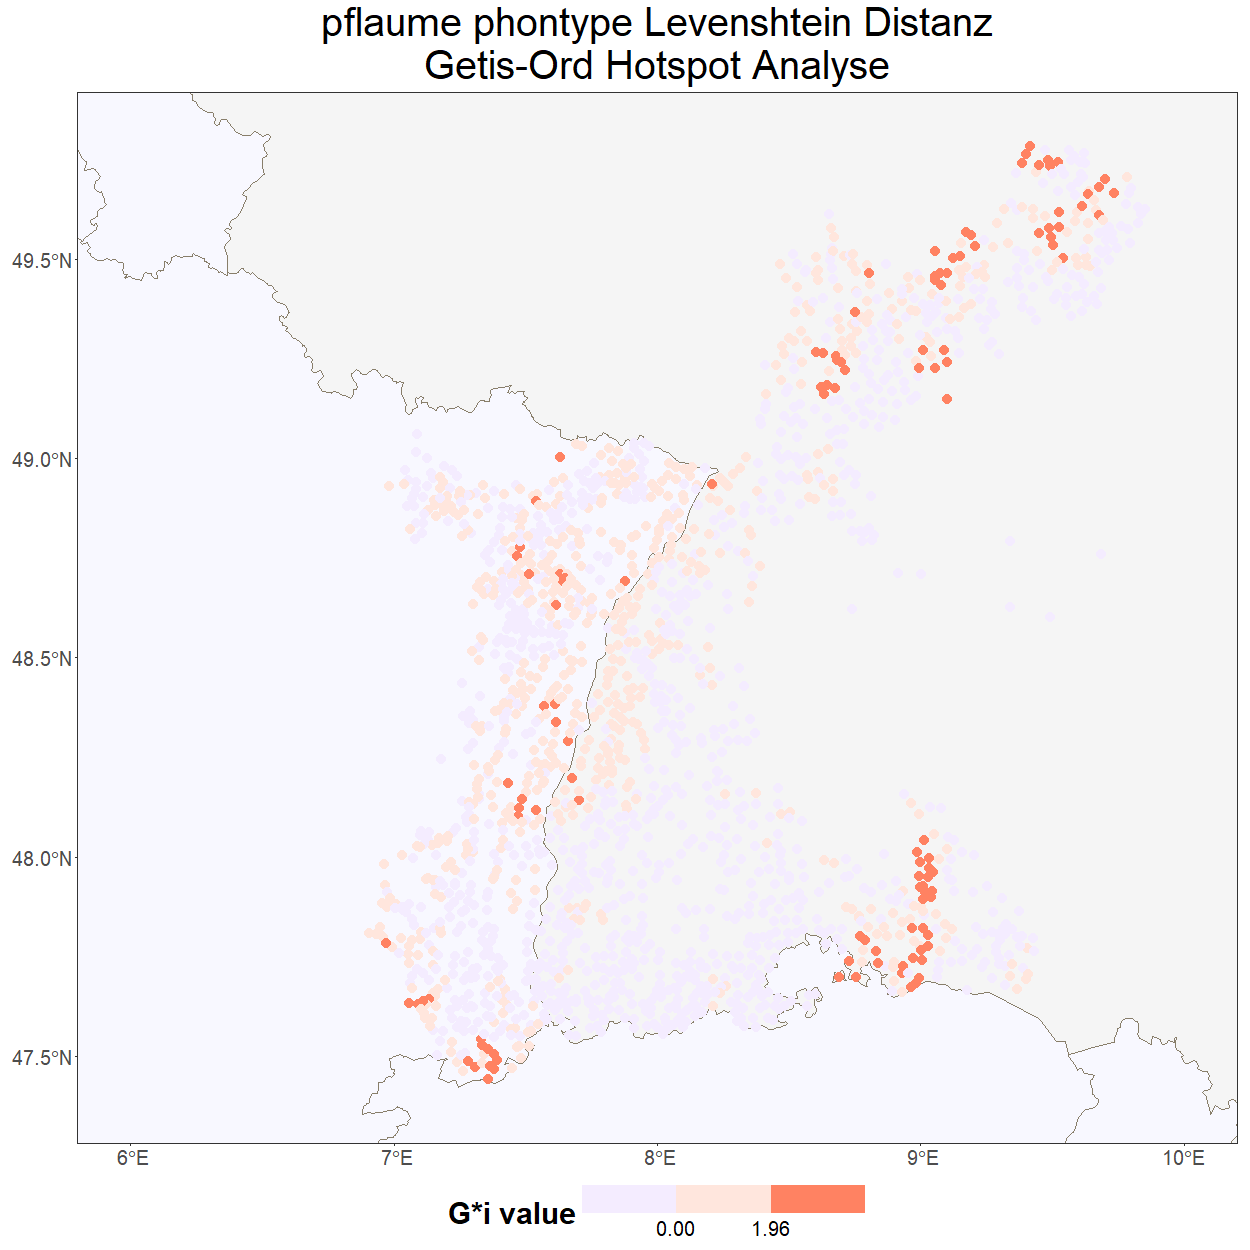 pflaume phontype Levenshtein Distanz
Getis-Ord Hotspot Analyse
49.5°N
49.0°N
48.5°N
48.0°N
47.5°N
6°E
7°E
8°E
9°E
10°E
G*i value
0.00
1.96